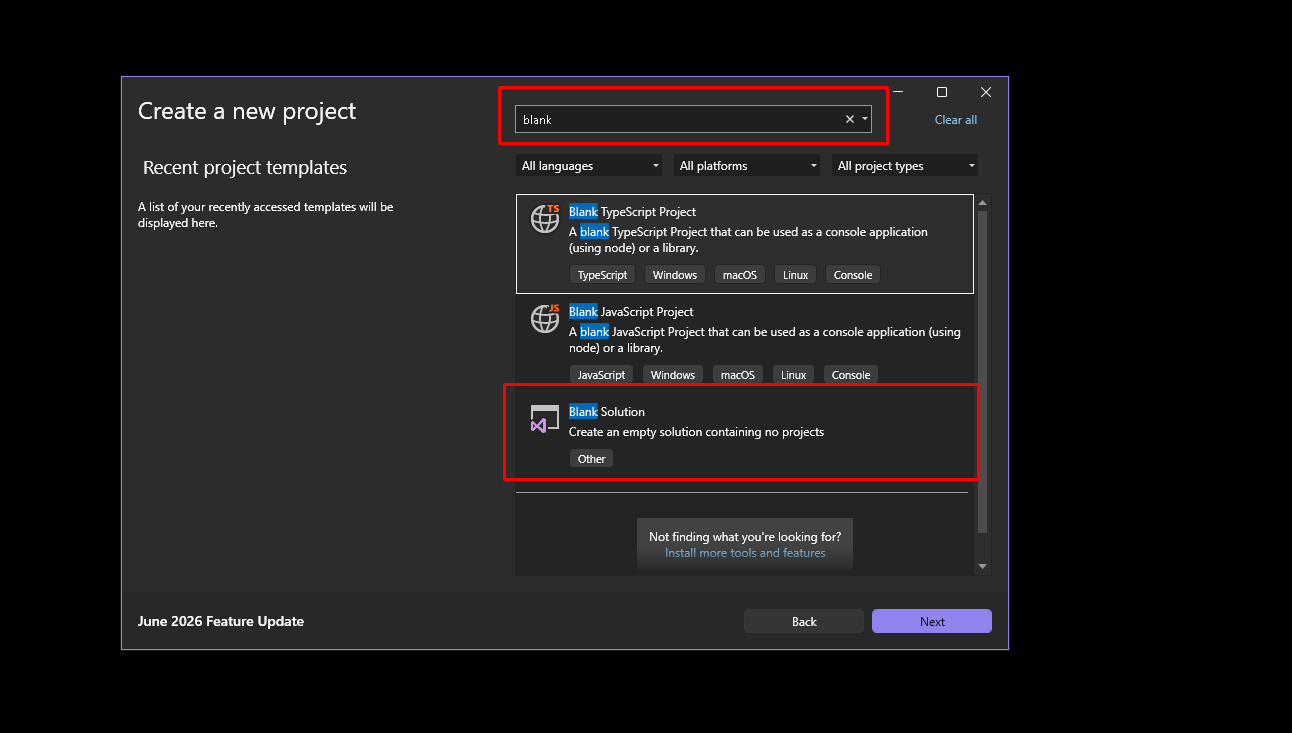 Create a new project
blank
Clear all
Recent project templates
A list of your recently accessed templates will be
displayed here.
All languages
All platforms
All project types
TS
Blank TypeScript Project
A blank TypeScript Project that can be used as a console application
(using node) or a library.
TypeScript Windows macOS Linux Console
JS
Blank JavaScript Project
A blank JavaScript Project that can be used as a console application (using
node) or a library.
JavaScript Windows macOS Linux Console
Blank Solution
Create an empty solution containing no projects
Other
Not finding what you're looking for?
Install more tools and features
June 2026 Feature Update
Back
Next